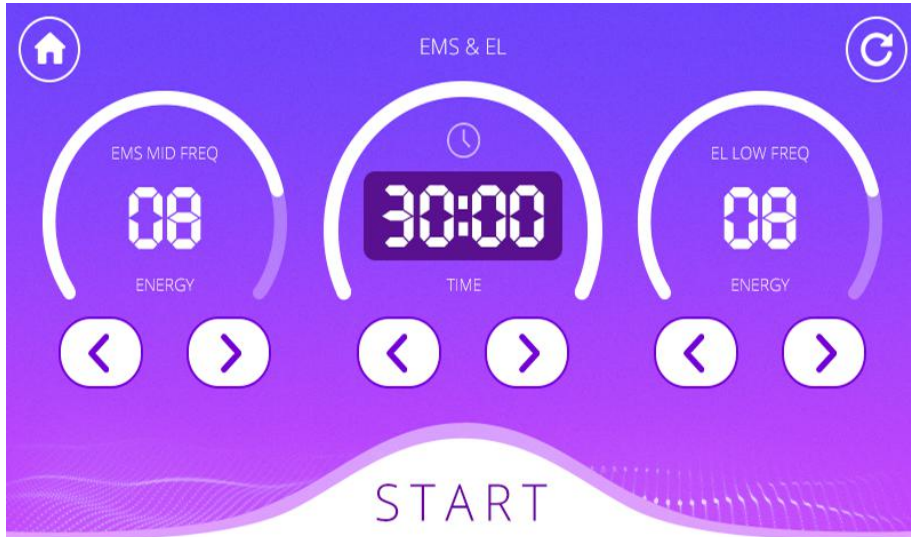 EMS & EL
EMS MID FREQ
08
ENERGY
30:00
TIME
EL LOW FREQ
08
ENERGY
START